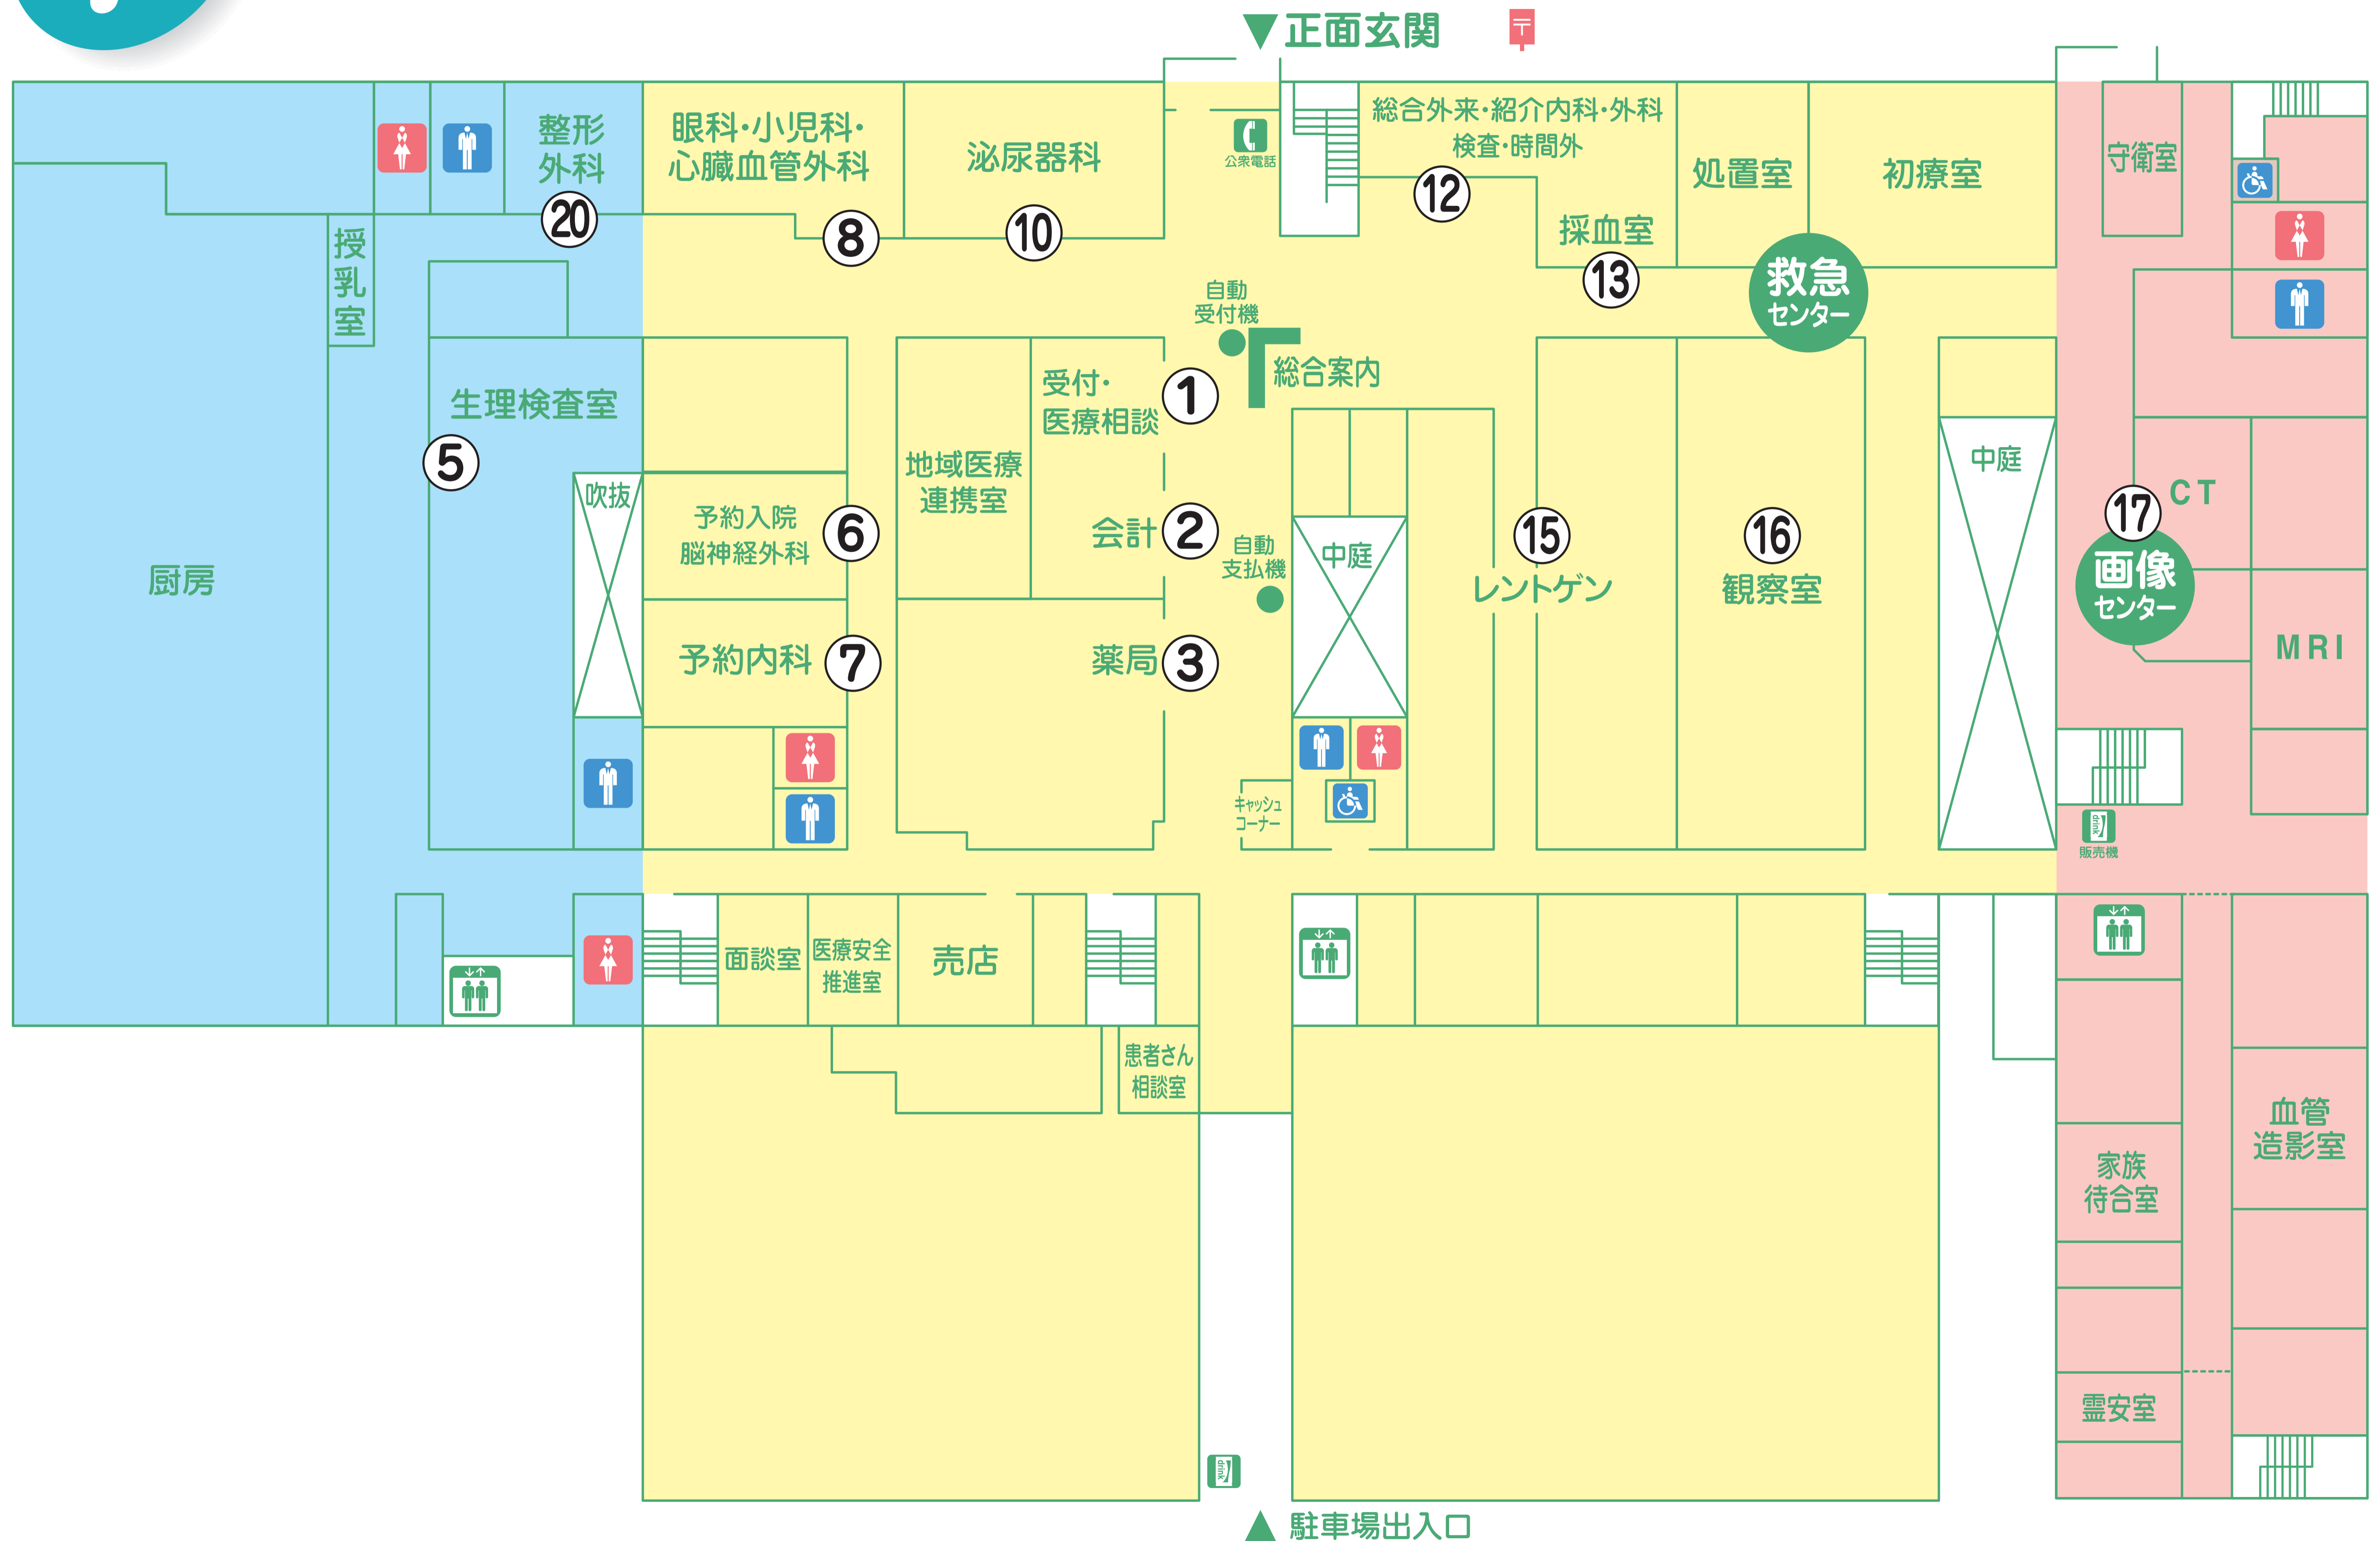 ▼正面玄関
〒
整形
外科
20
眼科・小児科・
心臓血管外科
8
泌尿器科
10
公衆電話
総合外来・紹介内科・外科
検査・時間外
12
採血室
13
処置室
初療室
救急
センター
守衛室
授
乳
室
自動
受付機
総合案内
生理検査室
5
吹抜
厨房
予約入院
脳神経外科
6
予約内科
7
地域医療
連携室
受付・
医療相談
1
会計
2
自動
支払機
薬局
3
中庭
キャッシュ
コーナー
15
レントゲン
16
観察室
中庭
17
CT
画像
センター
MRI
drink
販売機
面談室
医療安全
推進室
売店
患者さん
相談室
血管
造影室
家族
待合室
霊安室
drink
▲駐車場出入口